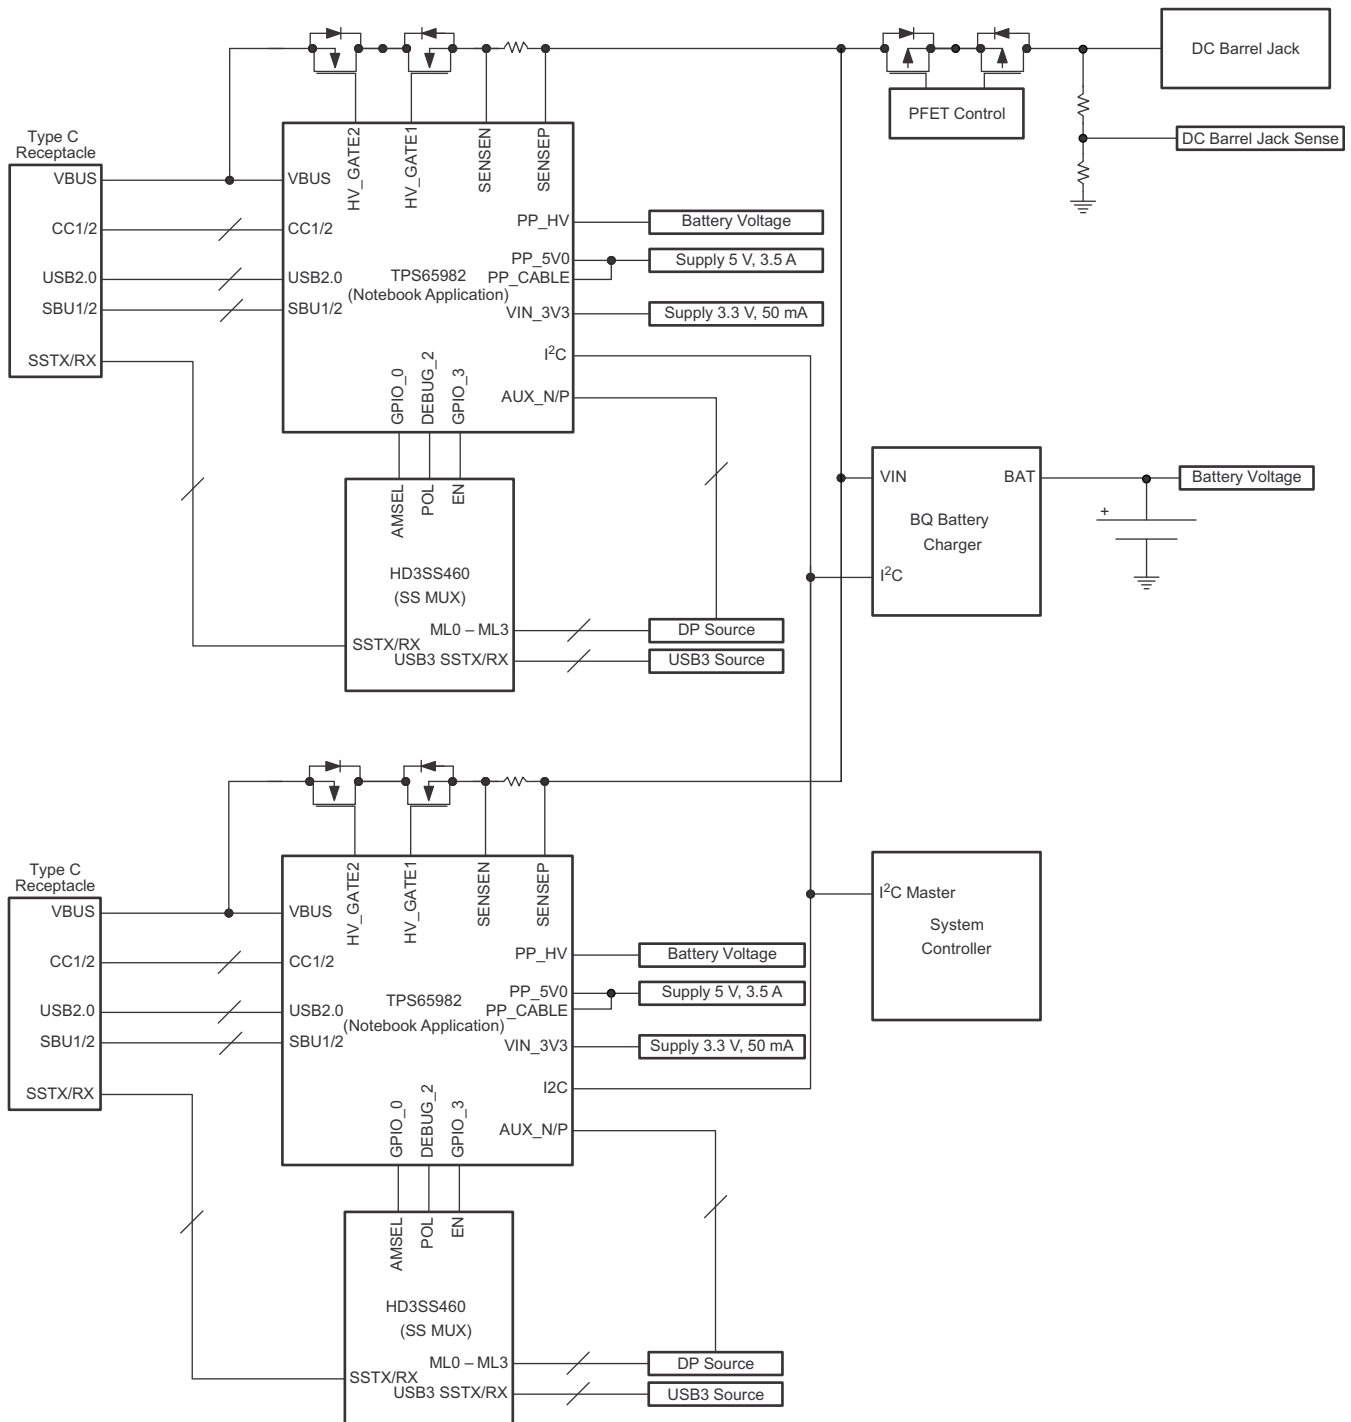 DC Barrel Jack
PFET Control
DC Barrel Jack Sense
Type C
Receptacle
VBUS
CC1/2
USB2.0
SBU1/2
SSTX/RX
HV_GATE2
HV_GATE1
SENSEN
SENSEP
VBUS
CC1/2
USB2.0
SBU1/2
TPS65982
(Notebook Application)
PP_HV
PP_5V0
PP_CABLE
VIN_3V3
I²C
AUX_N/P
GPIO_0
DEBUG_2
GPIO_3
Battery Voltage
Supply 5 V, 3.5 A
Supply 3.3 V, 50 mA
AMSEL
POL
EN
HD3SS460
(SS MUX)
ML0 – ML3
SSTX/RX
USB3 SSTX/RX
DP Source
USB3 Source
VIN
BAT
BQ Battery
Charger
I²C
Battery Voltage
+
Type C
Receptacle
VBUS
CC1/2
USB2.0
SBU1/2
SSTX/RX
HV_GATE2
HV_GATE1
SENSEN
SENSEP
VBUS
CC1/2
USB2.0
SBU1/2
TPS65982
(Notebook Application)
PP_HV
PP_5V0
PP_CABLE
VIN_3V3
I2C
AUX_N/P
GPIO_0
DEBUG_2
GPIO_3
Battery Voltage
Supply 5 V, 3.5 A
Supply 3.3 V, 50 mA
I²C Master
System
Controller
AMSEL
POL
EN
HD3SS460
(SS MUX)
ML0 – ML3
SSTX/RX
USB3 SSTX/RX
DP Source
USB3 Source